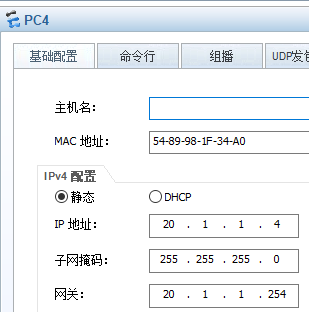 PC4
基础配置 命令行 组播 UDP发包
主机名：
MAC 地址： 54-89-98-1F-34-A0
IPv4 配置
静态 DHCP
IP 地址： 20 . 1 . 1 . 4
子网掩码： 255 . 255 . 255 . 0
网关： 20 . 1 . 1 . 254